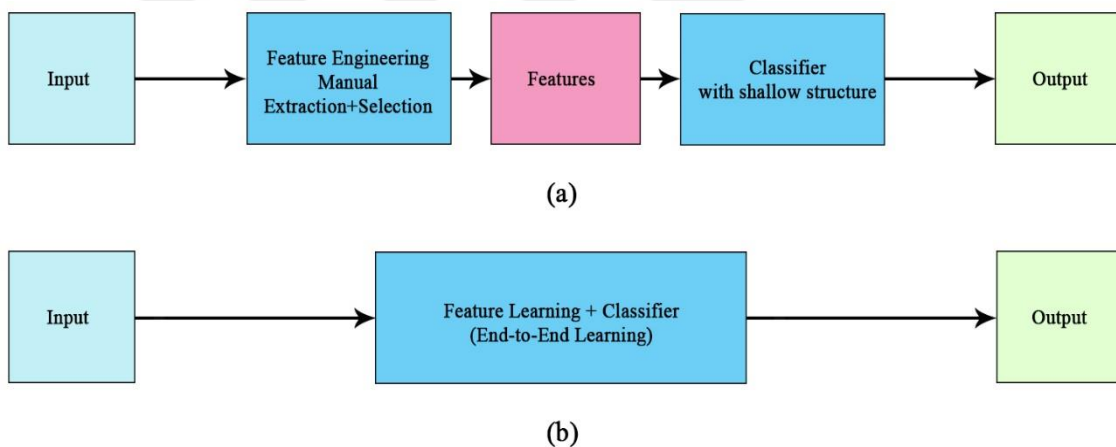 Input
Feature Engineering
Manual
Extraction+Selection
Features
Classifier
with shallow structure
Output
(a)
Input
Feature Learning + Classifier
(End-to-End Learning)
Output
(b)